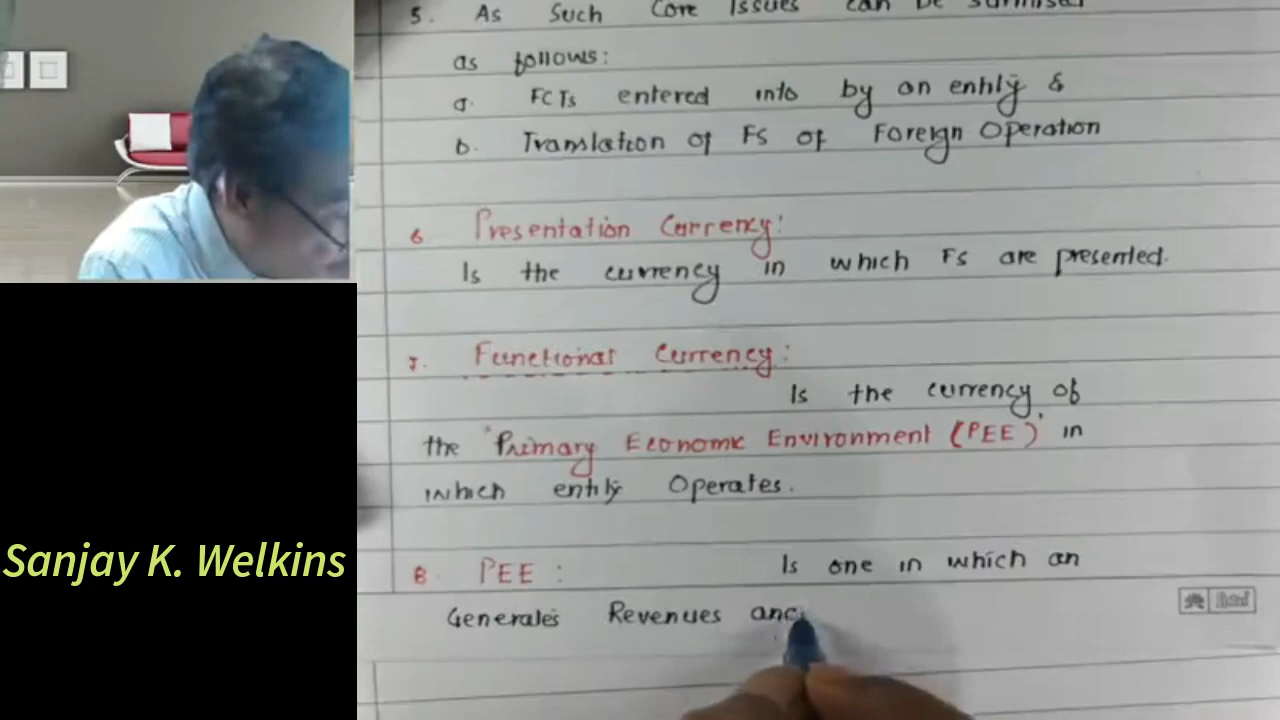 5. As Such Core Issues can be surmised
as follows:
a. FCTs entered into by an entity &
b. Translation of FS of Foreign Operation
6 Presentation Currency:
Is the currency in which FS are presented.
7. Functional Currency:
Is the currency of
the "Primary Economic Environment (PEE)' in
which entity Operates.
8. PEE : Is one in which an
Generates Revenues and
Sanjay K. Welkins